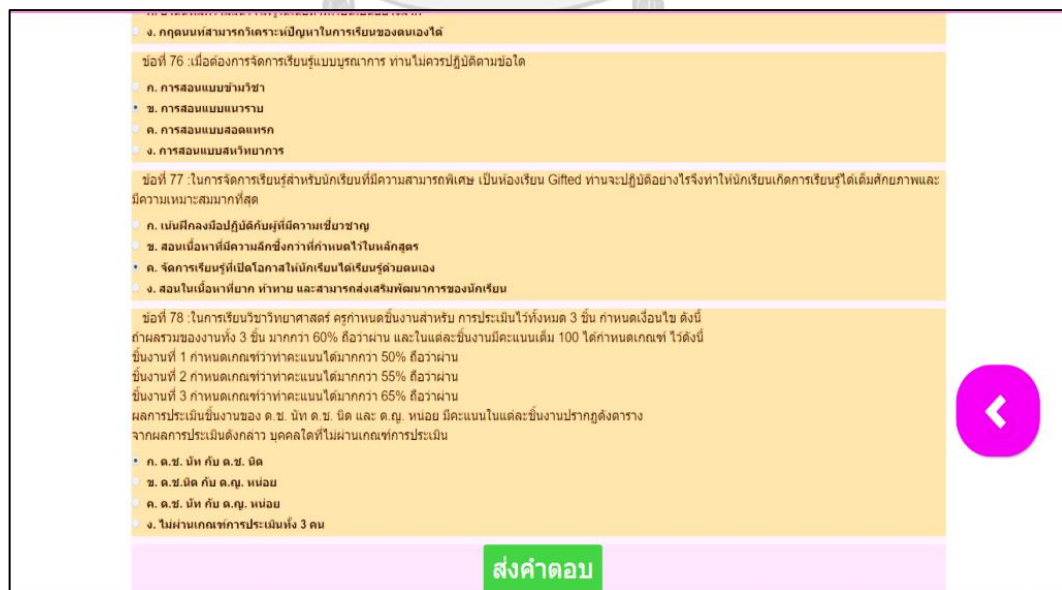 ง. กฤตนนท์สามารถวิเคราะห์ปัญหาในการเรียนของตนเองได้
ข้อที่ 76 :เมื่อต้องการจัดการเรียนรู้แบบบูรณาการ ท่านไม่ควรปฏิบัติตามข้อใด
ก. การสอนแบบข้ามวิชา
ข. การสอนแบบแนวราบ
ค. การสอนแบบสอดแทรก
ง. การสอนแบบสหวิทยาการ
ข้อที่ 77 :ในการจัดการเรียนรู้สำหรับนักเรียนที่มีความสามารถพิเศษ เป็นห้องเรียน Gifted ท่านจะปฏิบัติอย่างไรจึงทำให้นักเรียนเกิดการเรียนรู้ได้เต็มศักยภาพและ
มีความเหมาะสมมากที่สุด
ก. เน้นฝึกลงมือปฏิบัติกับผู้ที่มีความเชี่ยวชาญ
ข. สอนเนื้อหาที่มีความลึกซึ้งกว่าที่กำหนดไว้ในหลักสูตร
ค. จัดการเรียนรู้ที่เปิดโอกาสให้นักเรียนได้เรียนรู้ด้วยตนเอง
ง. สอนในเนื้อหาที่ยาก ท้าทาย และสามารถส่งเสริมพัฒนาการของนักเรียน
ข้อที่ 78 :ในการเรียนวิชาวิทยาศาสตร์ ครูกำหนดชิ้นงานสำหรับ การประเมินไว้ทั้งหมด 3 ชิ้น กำหนดเงื่อนไข ดังนี้
ถ้าผลรวมของงานทั้ง 3 ชิ้น มากกว่า 60% ถือว่าผ่าน และในแต่ละชิ้นงานมีคะแนนเต็ม 100 ได้กำหนดเกณฑ์ ไว้ดังนี้
ชิ้นงานที่ 1 กำหนดเกณฑ์ว่าทำคะแนนได้มากกว่า 50% ถือว่าผ่าน
ชิ้นงานที่ 2 กำหนดเกณฑ์ว่าทำคะแนนได้มากกว่า 55% ถือว่าผ่าน
ชิ้นงานที่ 3 กำหนดเกณฑ์ว่าทำคะแนนได้มากกว่า 65% ถือว่าผ่าน
ผลการประเมินชิ้นงานของ ด.ช. นัท ด.ช. นิด และ ด.ญ. หน่อย มีคะแนนในแต่ละชิ้นงานปรากฏดังตาราง
จากผลการประเมินดังกล่าว บุคคลใดที่ไม่ผ่านเกณฑ์การประเมิน
ก. ด.ช. นัท กับ ด.ช. นิด
ข. ด.ช.นิด กับ ด.ญ. หน่อย
ค. ด.ช. นัท กับ ด.ญ. หน่อย
ง. ไม่ผ่านเกณฑ์การประเมินทั้ง 3 คน
ส่งคำตอบ